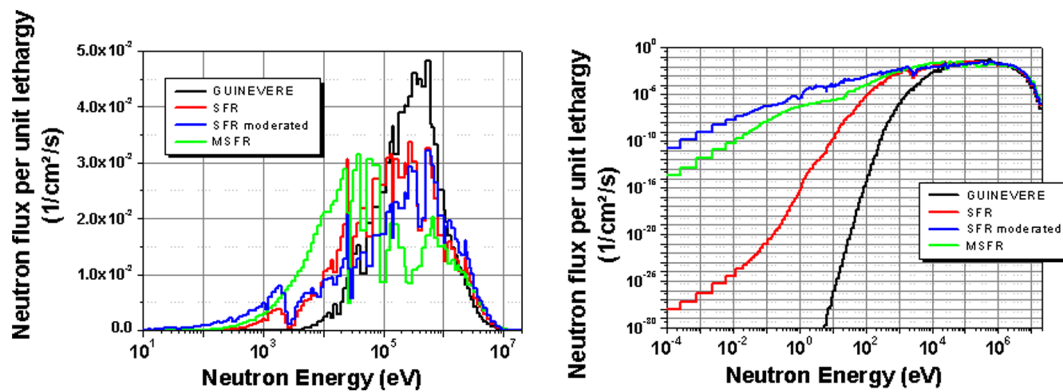 Neutron flux per unit lethargy
(1/cm²/s)
5.0x10⁻²
4.0x10⁻²
3.0x10⁻²
2.0x10⁻²
1.0x10⁻²
0.0
GUINEVERE
SFR
SFR moderated
MSFR
10¹
10³
10⁵
10⁷
Neutron Energy (eV)
Neutron flux per unit lethargy
(1/cm²/s)
10⁰
10⁻⁶
10⁻¹⁰
10⁻¹⁶
10⁻²⁰
10⁻²⁶
10⁻³⁰
GUINEVERE
SFR
SFR moderated
MSFR
10⁻⁴
10⁻²
10⁰
10²
10⁴
10⁶
Neutron Energy (eV)